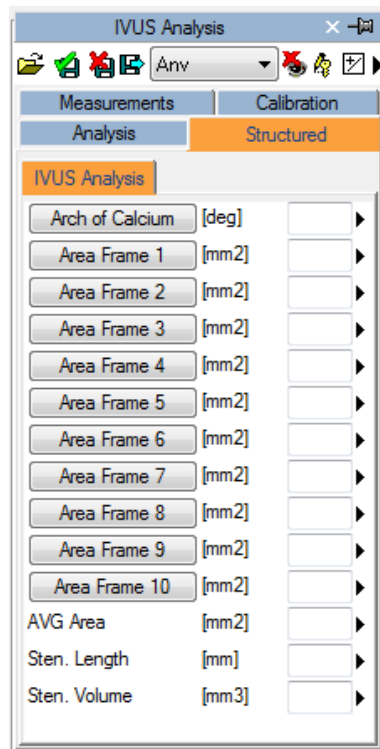 IVUS Analysis
Any
Measurements Calibration
Analysis Structured
IVUS Analysis
Arch of Calcium [deg]
Area Frame 1 [mm2]
Area Frame 2 [mm2]
Area Frame 3 [mm2]
Area Frame 4 [mm2]
Area Frame 5 [mm2]
Area Frame 6 [mm2]
Area Frame 7 [mm2]
Area Frame 8 [mm2]
Area Frame 9 [mm2]
Area Frame 10 [mm2]
AVG Area [mm2]
Sten. Length [mm]
Sten. Volume [mm3]